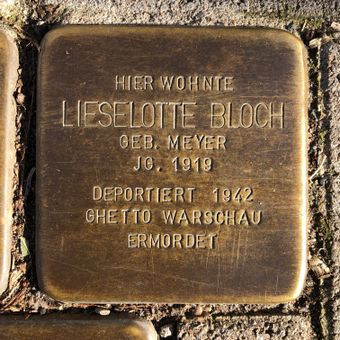 HIER WOHNTE
LIESELOTTE BLOCH
GEB. MEYER
JG. 1919
DEPORTIERT 1942
GHETTO WARSCHAU
ERMORDET